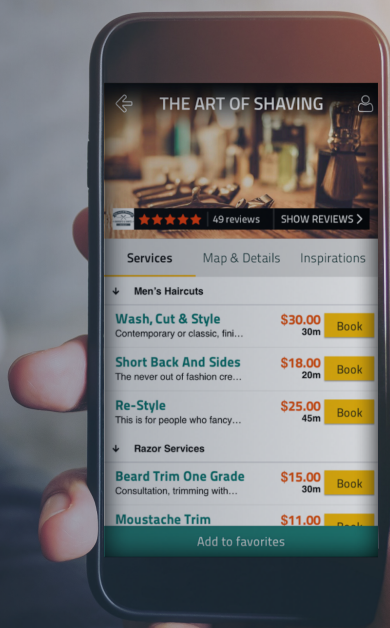 THE ART OF SHAVING
49 reviews
SHOW REVIEWS
Services Map & Details Inspirations
Men's Haircuts
Wash, Cut & Style $30.00 Book
Contemporary or classic, fini... 30m
Short Back And Sides $18.00 Book
The never out of fashion cre... 20m
Re-Style $25.00 Book
This is for people who fancy... 45m
Razor Services
Beard Trim One Grade $15.00 Book
Consultation, trimming with... 30m
Moustache Trim $11.00 Book
Add to favorites